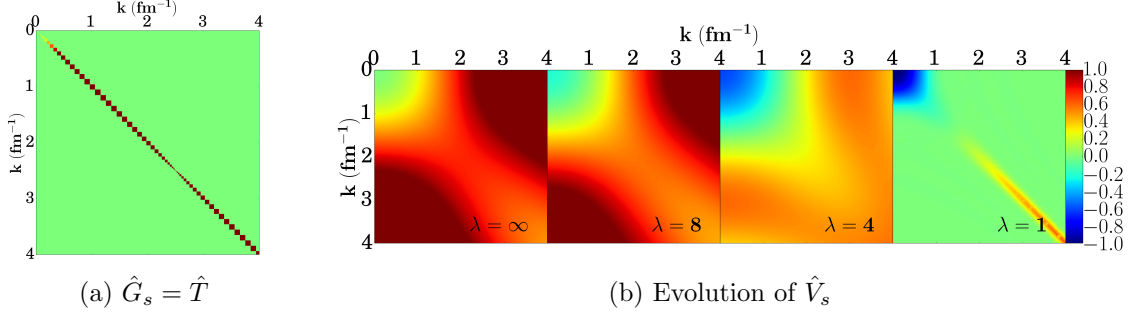 k (fm⁻¹)
0 1 2 3 4
k (fm⁻¹)
0
1
2
3
4
(a) Ĝₛ = T̂
k (fm⁻¹)
0 1 2 3 4 1 2 3 4 1 2 3 4 1 2 3 4
k (fm⁻¹)
0
1
2
3
4
λ = ∞ λ = 8 λ = 4 λ = 1
1.0
0.8
0.6
0.4
0.2
0.0
−0.2
−0.4
−0.6
−0.8
−1.0
(b) Evolution of V̂ₛ